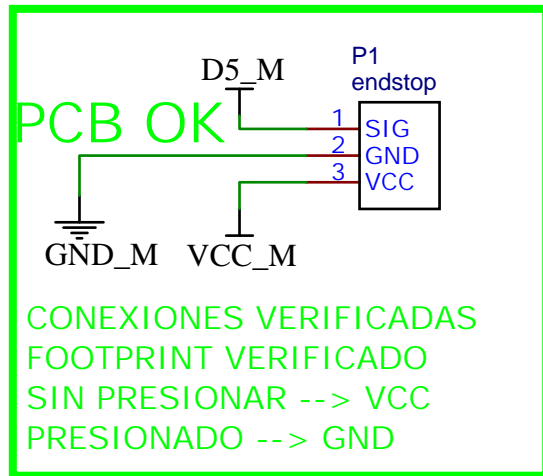 P1
endstop
D5_M
PCB OK
1 SIG
2 GND
3 VCC
GND_M VCC_M
CONEXIONES VERIFICADAS
FOOTPRINT VERIFICADO
SIN PRESIONAR --> VCC
PRESIONADO --> GND